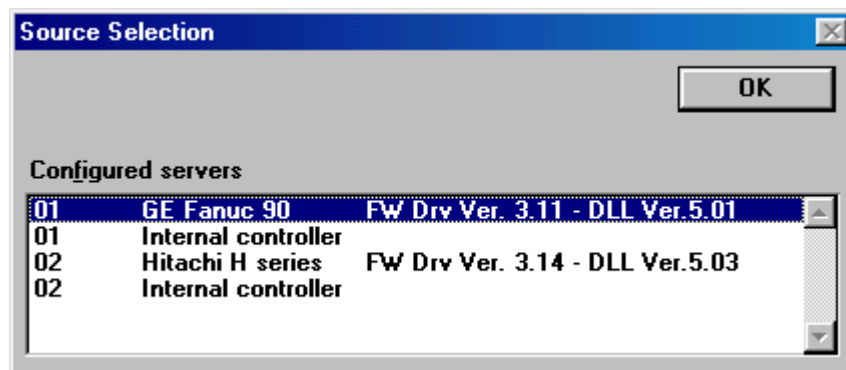 Source Selection
OK
Configured servers
01 GE Fanuc 90 FW Drv Ver. 3.11 - DLL Ver.5.01
01 Internal controller
02 Hitachi H series FW Drv Ver. 3.14 - DLL Ver.5.03
02 Internal controller